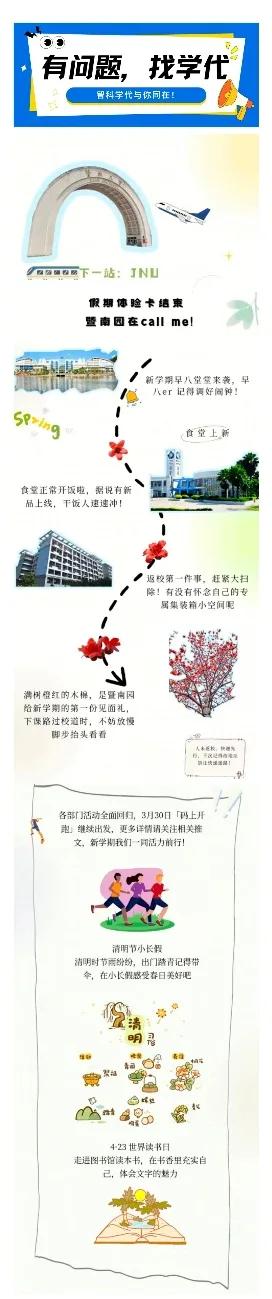 有问题，找学代
智科学代与你同在！
下一站：JNU
假期体验卡结束
暨南园在call me!
新学期早八堂堂来袭，早
八er 记得调好闹钟！
Spring
食堂上新
食堂正常开饭啦，据说有新
品上线，干饭人速速冲！
返校第一件事，赶紧大扫
除！有没有怀念自己的专
属集装箱小空间呢
满树橙红的木棉，是暨南园
给新学期的第一份见面礼，
下课路过校道时，不妨放慢
脚步抬头看看
各部门活动全面回归，3月30日「码上开
跑」继续出发，更多详情请关注相关推
文，新学期我们一同活力前行！
清明节小长假
清明时节雨纷纷，出门踏青记得带
伞，在小长假感受春日美好吧
清明
习俗
4·23 世界读书日
走进图书馆读本书，在书香里充实自
己，体会文字的魅力